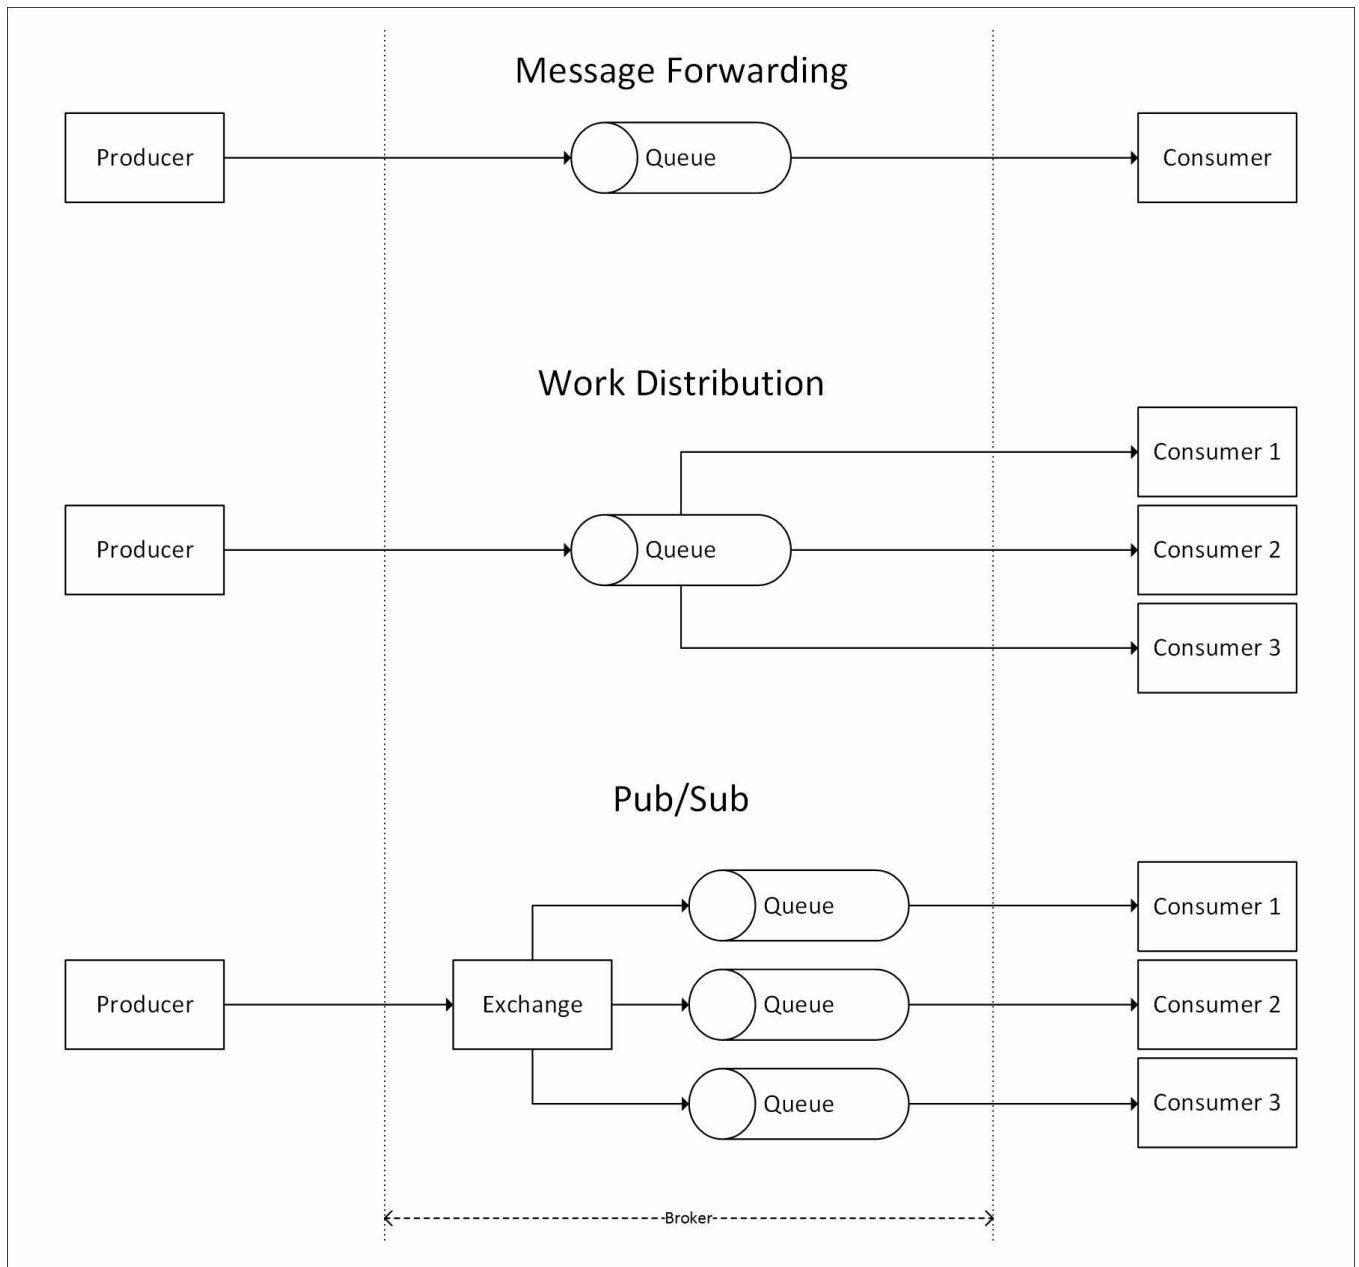 Message Forwarding
Producer
Queue
Consumer
Work Distribution
Consumer 1
Producer
Queue
Consumer 2
Consumer 3
Pub/Sub
Queue
Consumer 1
Producer
Exchange
Queue
Consumer 2
Queue
Consumer 3
Broker